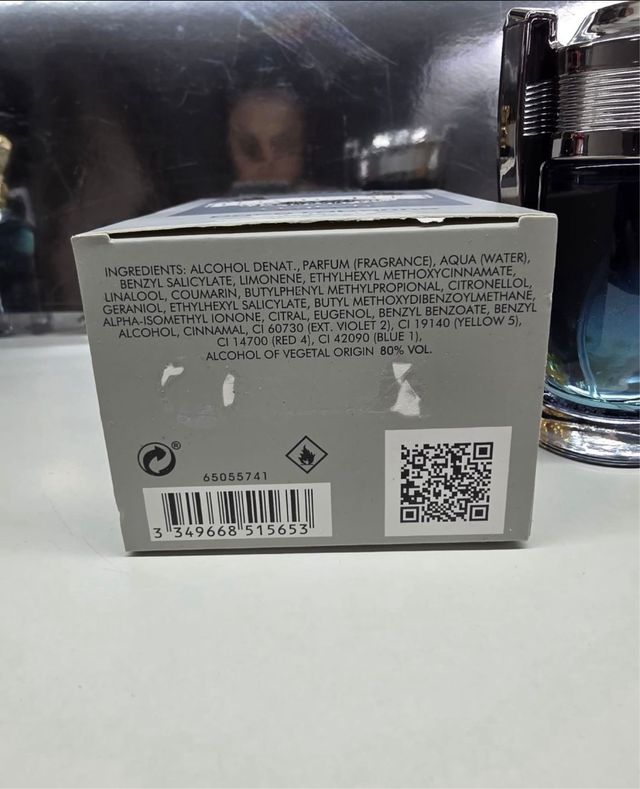 INGREDIENTS: ALCOHOL DENAT., PARFUM (FRAGRANCE), AQUA (WATER),
BENZYL SALICYLATE, LIMONENE, ETHYLHEXYL METHOXYCINNAMATE,
LINALOOL, COUMARIN, BUTYLPHENYL METHYLPROPIONAL, CITRONELLOL,
GERANIOL, ETHYLHEXYL SALICYLATE, BUTYL METHOXYDIBENZOYLMETHANE,
ALPHA-ISOMETHYL IONONE, CITRAL, EUGENOL, BENZYL BENZOATE, BENZYL
ALCOHOL, CINNAMAL, CI 60730 (EXT. VIOLET 2), CI 19140 (YELLOW 5),
CI 14700 (RED 4), CI 42090 (BLUE 1),
ALCOHOL OF VEGETAL ORIGIN 80% VOL.
®
65055741
3 349668 515653